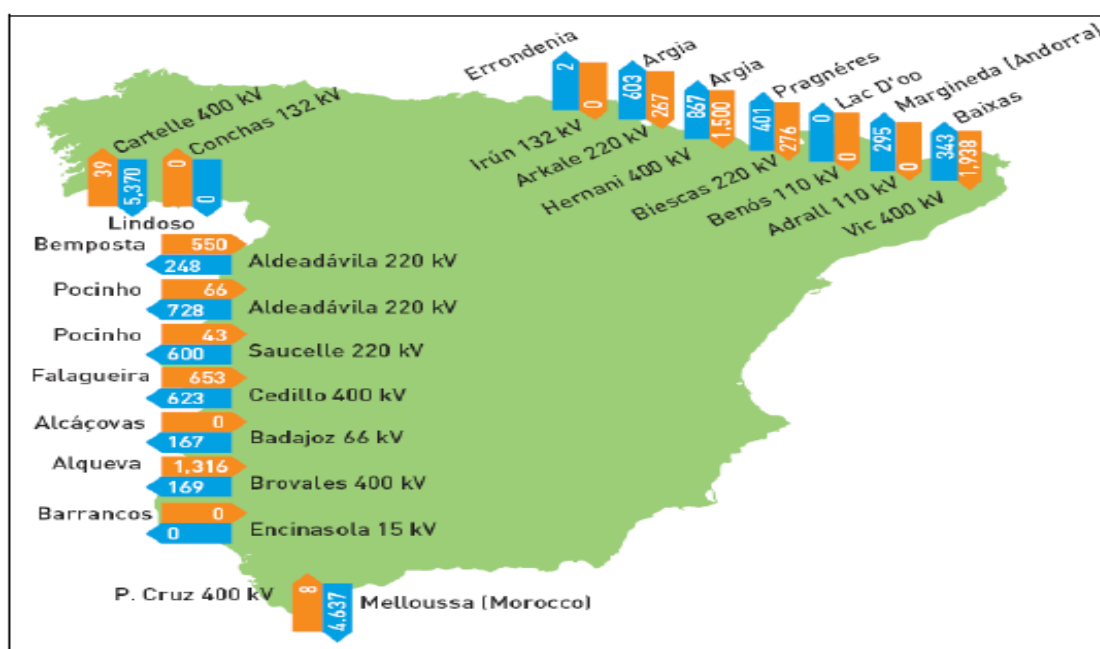 Errondenia
Argia
Argia
Pragnéres
Lac D'oo
Margineda (Andorra)
Baixas
2
0
603
267
867
1,500
401
276
0
0
295
0
343
1,938
Irún 132 kV
Arkale 220 kV
Hernani 400 kV
Biescas 220 kV
Benós 110 kV
Adrall 110 kV
Vic 400 kV
Cartelle 400 kV
Conchas 132 kV
39
5,370
0
0
Lindoso
Bemposta
550
248
Aldeadávila 220 kV
Pocinho
66
728
Aldeadávila 220 kV
Pocinho
43
600
Saucelle 220 kV
Falagueira
653
623
Cedillo 400 kV
Alcáçovas
0
167
Badajoz 66 kV
Alqueva
1,316
169
Brovales 400 kV
Barrancos
0
0
Encinasola 15 kV
P. Cruz 400 kV
8
4.637
Melloussa (Morocco)